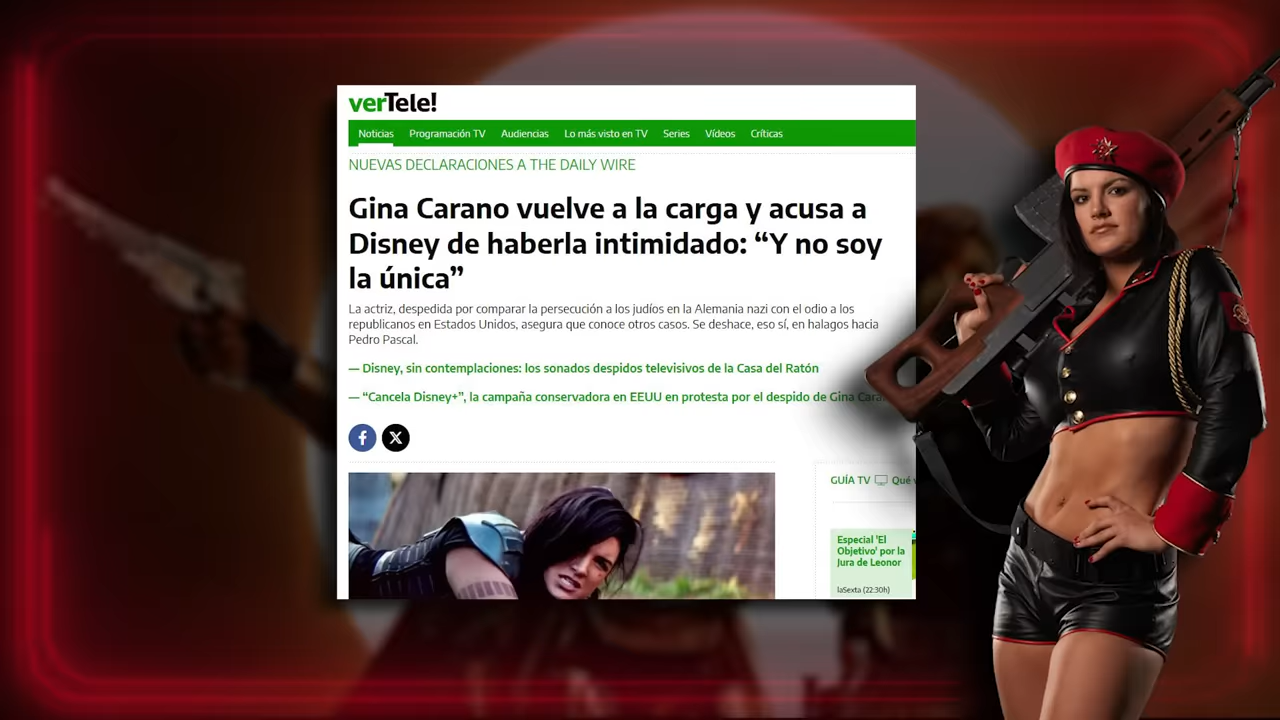 verTele!
Noticias Programación TV Audiencias Lo más visto en TV Series Vídeos Críticas
NUEVAS DECLARACIONES A THE DAILY WIRE
Gina Carano vuelve a la carga y acusa a
Disney de haberla intimidado: “Y no soy
la única”
La actriz, despedida por comparar la persecución a los judíos en la Alemania nazi con el odio a los
republicanos en Estados Unidos, asegura que conoce otros casos. Se deshace, eso sí, en halagos hacia
Pedro Pascal.
— Disney, sin contemplaciones: los sonados despidos televisivos de la Casa del Ratón
— “Cancela Disney+”, la campaña conservadora en EEUU en protesta por el despido de Gina Cara
GUÍA TV Qué
Especial 'El
Objetivo' por la
Jura de Leonor
laSexta (22:30h)